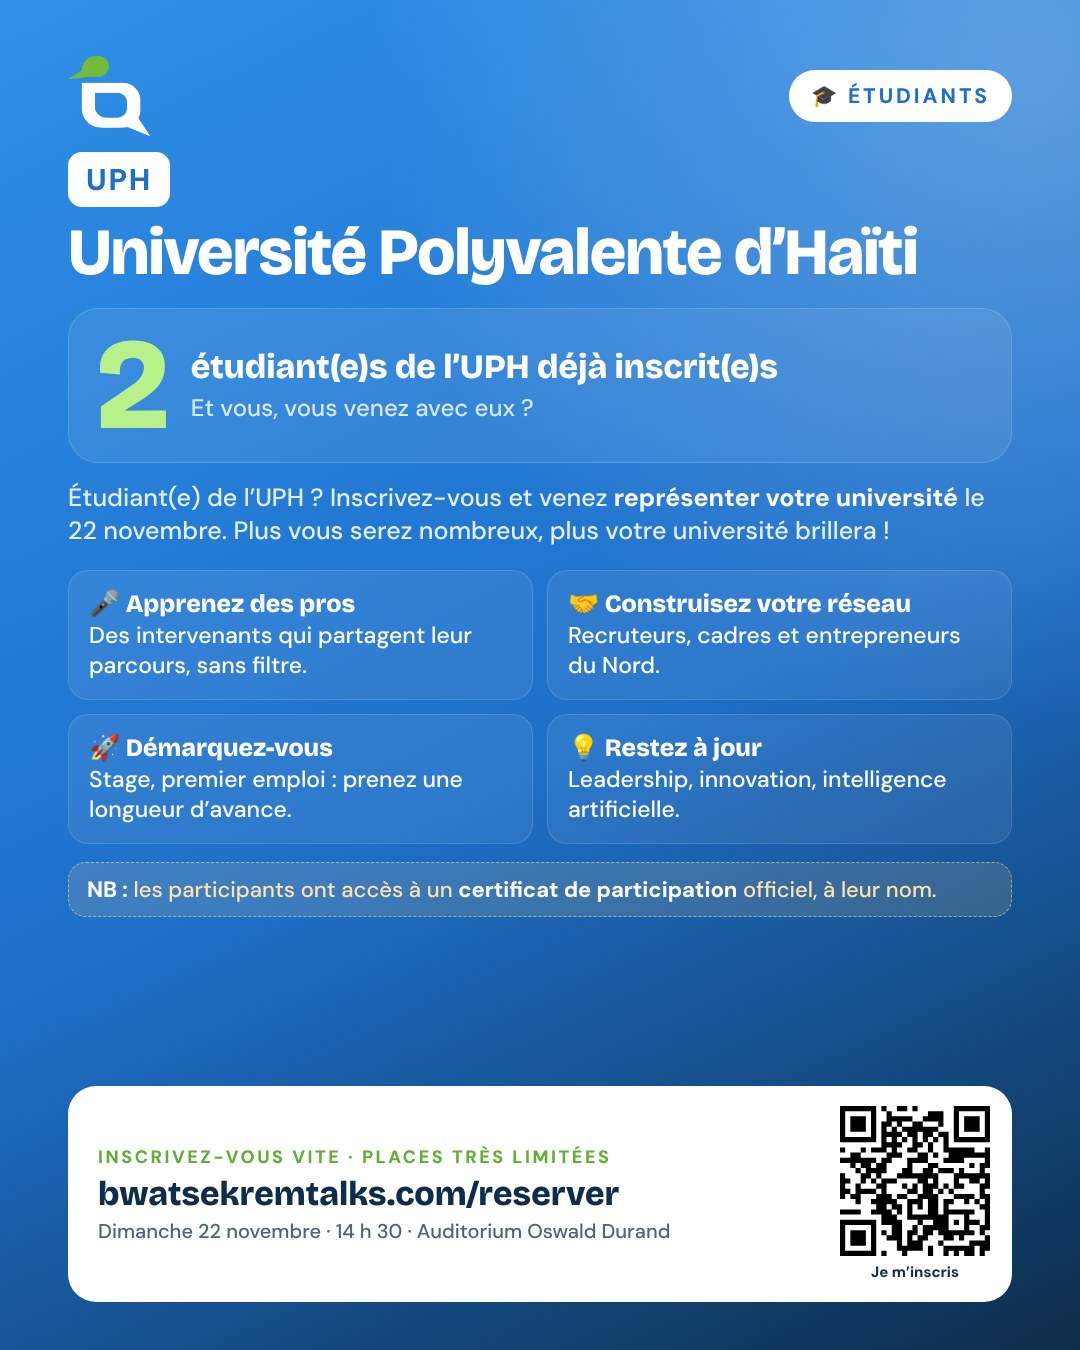 🎓 ÉTUDIANTS
UPH
Université Polyvalente d’Haïti
2
étudiant(e)s de l’UPH déjà inscrit(e)s
Et vous, vous venez avec eux ?
Étudiant(e) de l’UPH ? Inscrivez-vous et venez représenter votre université le
22 novembre. Plus vous serez nombreux, plus votre université brillera !
🎤 Apprenez des pros
Des intervenants qui partagent leur
parcours, sans filtre.
🤝 Construisez votre réseau
Recruteurs, cadres et entrepreneurs
du Nord.
🚀 Démarquez-vous
Stage, premier emploi : prenez une
longueur d’avance.
💡 Restez à jour
Leadership, innovation, intelligence
artificielle.
NB : les participants ont accès à un certificat de participation officiel, à leur nom.
INSCRIVEZ-VOUS VITE · PLACES TRÈS LIMITÉES
bwatsekremtalks.com/reserver
Dimanche 22 novembre · 14 h 30 · Auditorium Oswald Durand
Je m’inscris